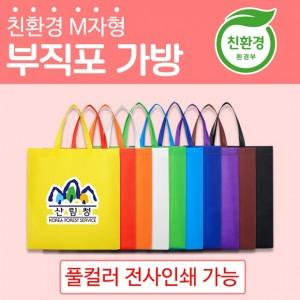 친환경 M자형
부직포 가방
친환경
환경부
산림청
KOREA FOREST SERVICE
풀컬러 전사인쇄 가능